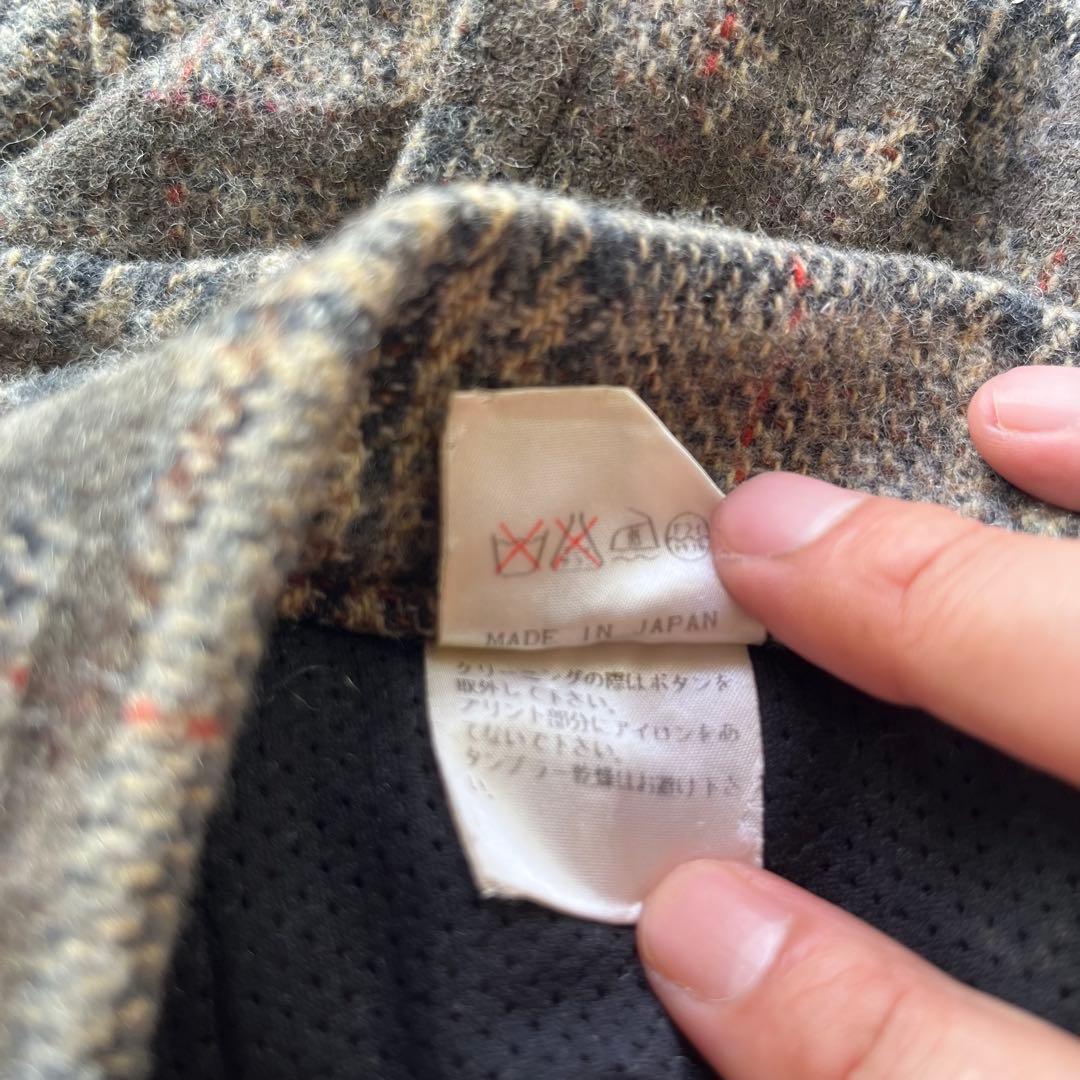 MADE IN JAPAN
クリーニングの際はボタンを
取外して下さい。
プリント部分にアイロンをあ
てないで下さい。
タンブラー乾燥はお避け下さ
い。